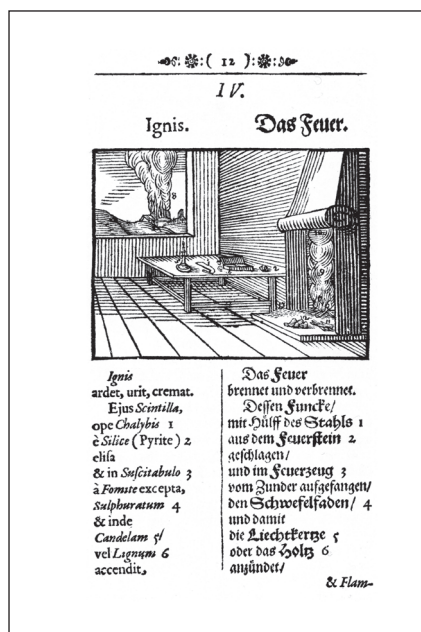 :( 12 ):
IV.
Ignis.
Das Feuer.
8
Ignis
ardet, urit, cremat.
Ejus Scintilla,
ope Chalybis 1
è Silice (Pyrite) 2
elisa
& in Suscitabulo 3
à Fomite excepta,
Sulphuratum 4
& inde
Candelam 5/
vel Lignum 6
accendit,
Das Feuer
brennet und verbrennet.
Dessen Funcke/
mit Hülff des Stahls 1
aus dem Feuerstein 2
geschlagen/
und im Feuerzeug 3
vom Zunder aufgefangen/
den Schwefelfaden/ 4
und damit
die Liechtkertze 5
oder das Holtz 6
anzündet/
& Flam-